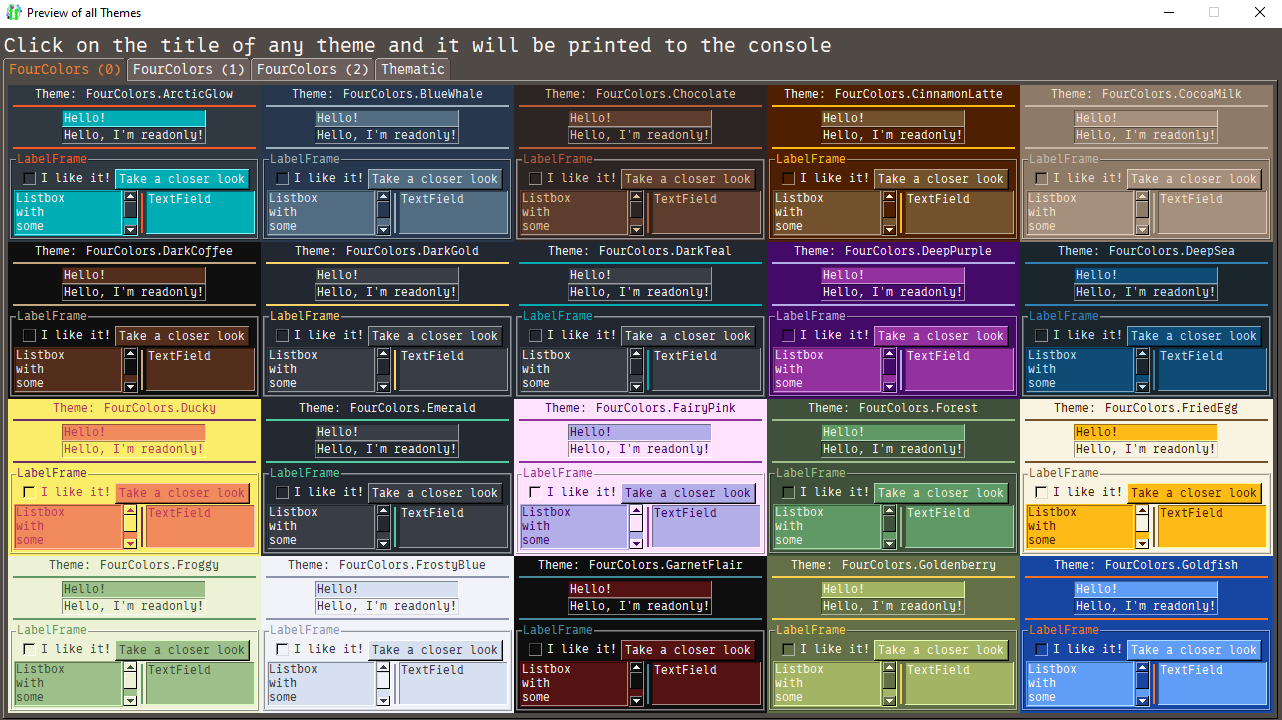 Preview of all Themes
Click on the title of any theme and it will be printed to the console
FourColors (0) FourColors (1) FourColors (2) Thematic
Theme: FourColors.ArcticGlow Theme: FourColors.BlueWhale Theme: FourColors.Chocolate Theme: FourColors.CinnamonLatte Theme: FourColors.CocoaMilk
Hello! Hello! Hello! Hello! Hello!
Hello, I'm readonly! Hello, I'm readonly! Hello, I'm readonly! Hello, I'm readonly! Hello, I'm readonly!
LabelFrame LabelFrame LabelFrame LabelFrame LabelFrame
I like it! Take a closer look I like it! Take a closer look I like it! Take a closer look I like it! Take a closer look I like it! Take a closer look
Listbox TextField Listbox TextField Listbox TextField Listbox TextField Listbox TextField
with with with with with
some some some some some
Theme: FourColors.DarkCoffee Theme: FourColors.DarkGold Theme: FourColors.DarkTeal Theme: FourColors.DeepPurple Theme: FourColors.DeepSea
Hello! Hello! Hello! Hello! Hello!
Hello, I'm readonly! Hello, I'm readonly! Hello, I'm readonly! Hello, I'm readonly! Hello, I'm readonly!
LabelFrame LabelFrame LabelFrame LabelFrame LabelFrame
I like it! Take a closer look I like it! Take a closer look I like it! Take a closer look I like it! Take a closer look I like it! Take a closer look
Listbox TextField Listbox TextField Listbox TextField Listbox TextField Listbox TextField
with with with with with
some some some some some
Theme: FourColors.Ducky Theme: FourColors.Emerald Theme: FourColors.FairyPink Theme: FourColors.Forest Theme: FourColors.FriedEgg
Hello! Hello! Hello! Hello! Hello!
Hello, I'm readonly! Hello, I'm readonly! Hello, I'm readonly! Hello, I'm readonly! Hello, I'm readonly!
LabelFrame LabelFrame LabelFrame LabelFrame LabelFrame
I like it! Take a closer look I like it! Take a closer look I like it! Take a closer look I like it! Take a closer look I like it! Take a closer look
Listbox TextField Listbox TextField Listbox TextField Listbox TextField Listbox TextField
with with with with with
some some some some some
Theme: FourColors.Froggy Theme: FourColors.FrostyBlue Theme: FourColors.GarnetFlair Theme: FourColors.Goldenberry Theme: FourColors.Goldfish
Hello! Hello! Hello! Hello! Hello!
Hello, I'm readonly! Hello, I'm readonly! Hello, I'm readonly! Hello, I'm readonly! Hello, I'm readonly!
LabelFrame LabelFrame LabelFrame LabelFrame LabelFrame
I like it! Take a closer look I like it! Take a closer look I like it! Take a closer look I like it! Take a closer look I like it! Take a closer look
Listbox TextField Listbox TextField Listbox TextField Listbox TextField Listbox TextField
with with with with with
some some some some some